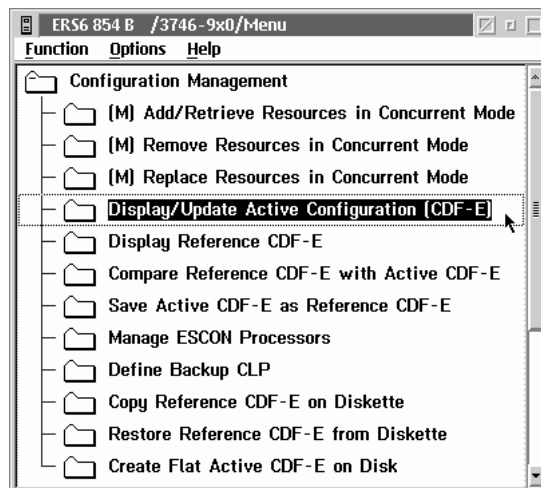 ERS6 854 B /3746-9x0/Menu
Function Options Help
Configuration Management
(M) Add/Retrieve Resources in Concurrent Mode
(M) Remove Resources in Concurrent Mode
(M) Replace Resources in Concurrent Mode
Display/Update Active Configuration (CDF-E)
Display Reference CDF-E
Compare Reference CDF-E with Active CDF-E
Save Active CDF-E as Reference CDF-E
Manage ESCON Processors
Define Backup CLP
Copy Reference CDF-E on Diskette
Restore Reference CDF-E from Diskette
Create Flat Active CDF-E on Disk